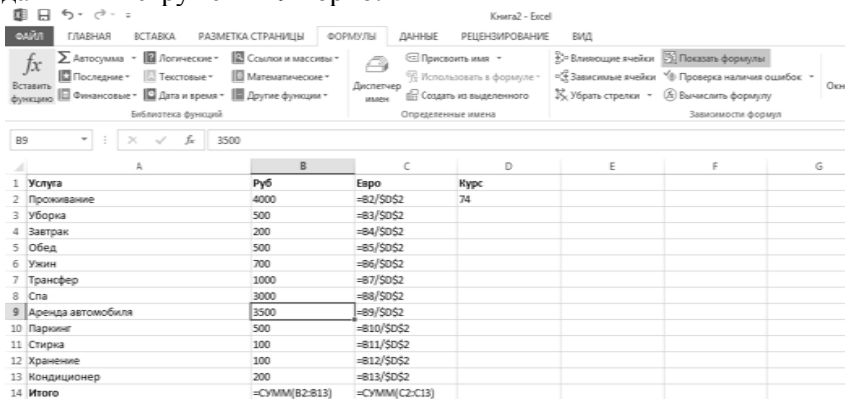 Книга2 - Excel
ФАЙЛ ГЛАВНАЯ ВСТАВКА РАЗМЕТКА СТРАНИЦЫ ФОРМУЛЫ ДАННЫЕ РЕЦЕНЗИРОВАНИЕ ВИД
fx Вставить функцию
Автосумма Логические Ссылки и массивы
Последние Текстовые Математические
Финансовые Дата и время Другие функции
Библиотека функций
Диспетчер имен
Присвоить имя
Использовать в формуле
Создать из выделенного
Определенные имена
Влияющие ячейки Показать формулы
Зависимые ячейки Проверка наличия ошибок
Убрать стрелки Вычислить формулу
Зависимости формул
B9 fx 3500
A B C D E F G
1 Услуга Руб Евро Курс
2 Проживание 4000 =B2/$D$2 74
3 Уборка 500 =B3/$D$2
4 Завтрак 200 =B4/$D$2
5 Обед 500 =B5/$D$2
6 Ужин 700 =B6/$D$2
7 Трансфер 1000 =B7/$D$2
8 Спа 3000 =B8/$D$2
9 Аренда автомобиля 3500 =B9/$D$2
10 Паркинг 500 =B10/$D$2
11 Стирка 100 =B11/$D$2
12 Хранение 100 =B12/$D$2
13 Кондиционер 200 =B13/$D$2
14 Итого =СУММ(B2:B13) =СУММ(C2:C13)